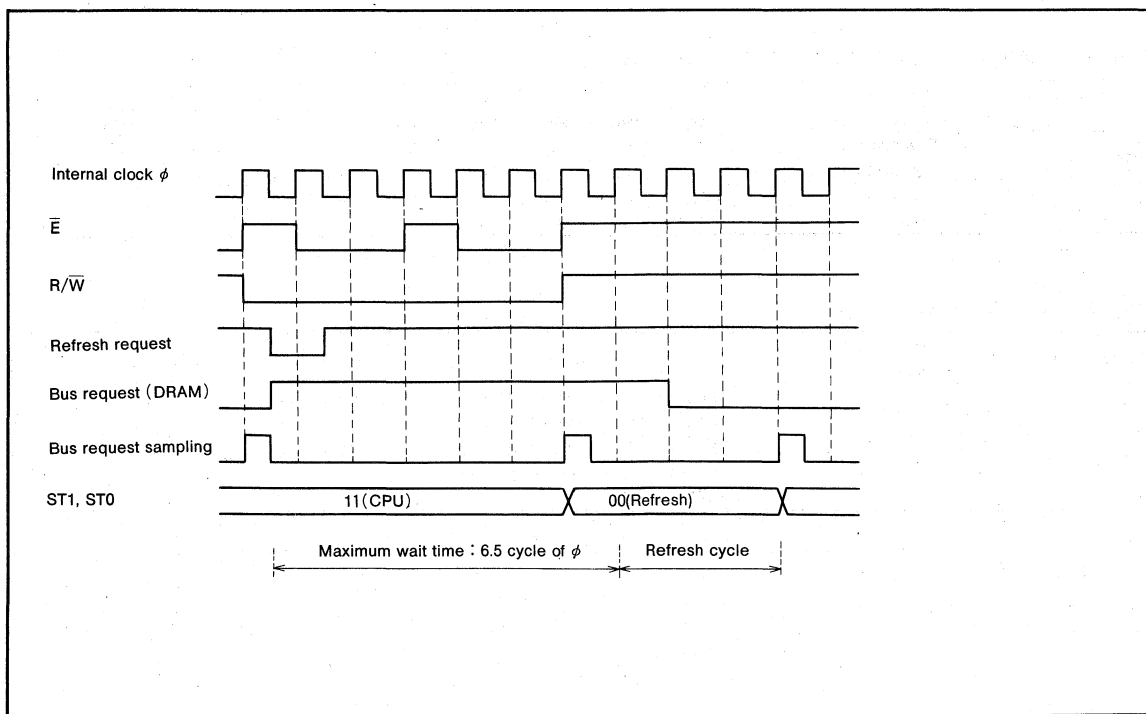 Internal clock ϕ
E̅
R/W̅
Refresh request
Bus request (DRAM)
Bus request sampling
ST1, ST0
11(CPU)
00(Refresh)
Maximum wait time : 6.5 cycle of ϕ
Refresh cycle